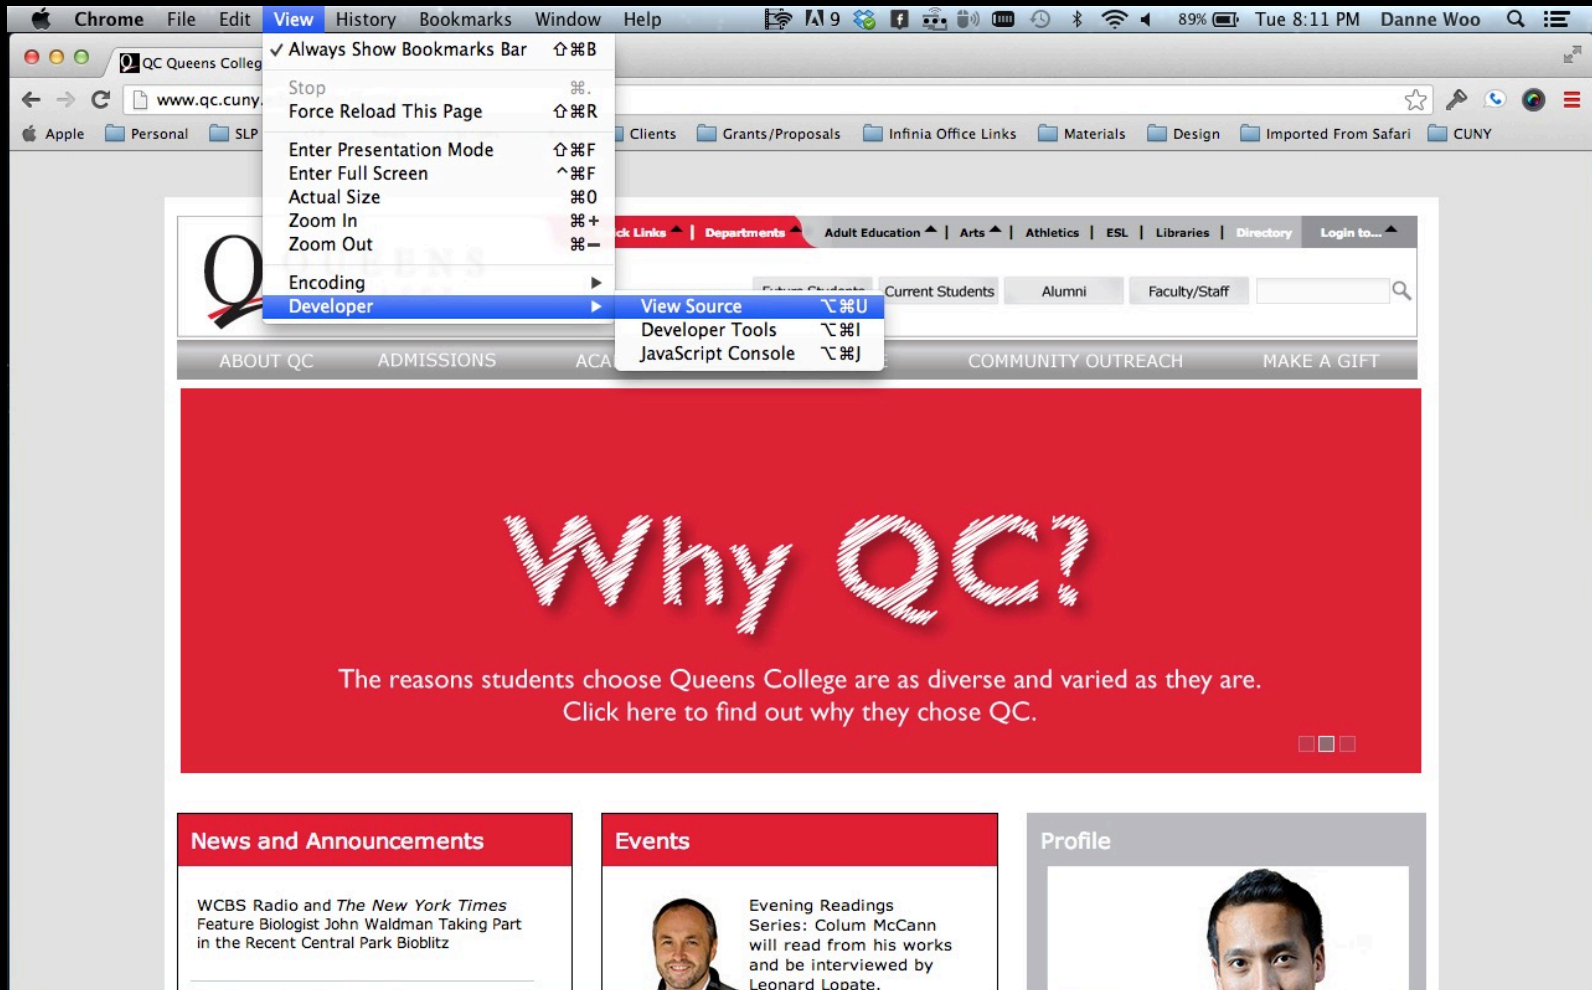 Chrome File Edit View History Bookmarks Window Help 9 89% Tue 8:11 PM Danne Woo
QC Queens Colleg
www.qc.cuny.
Apple Personal SLP Clients Grants/Proposals Infinia Office Links Materials Design Imported From Safari CUNY
✓ Always Show Bookmarks Bar ⇧⌘B
Stop ⌘.
Force Reload This Page ⇧⌘R
Enter Presentation Mode ⇧⌘F
Enter Full Screen ^⌘F
Actual Size ⌘0
Zoom In ⌘+
Zoom Out ⌘−
Encoding ▶
Developer ▶
View Source ⌥⌘U
Developer Tools ⌥⌘I
JavaScript Console ⌥⌘J
Links | Departments Adult Education | Arts | Athletics | ESL | Libraries | Directory Login to...
QUEENS
Future Students Current Students Alumni Faculty/Staff
ABOUT QC ADMISSIONS ACA E COMMUNITY OUTREACH MAKE A GIFT
Why QC?
The reasons students choose Queens College are as diverse and varied as they are.
Click here to find out why they chose QC.
News and Announcements
WCBS Radio and The New York Times
Feature Biologist John Waldman Taking Part
in the Recent Central Park Bioblitz
Events
Evening Readings
Series: Colum McCann
will read from his works
and be interviewed by
Leonard Lopate.
Profile